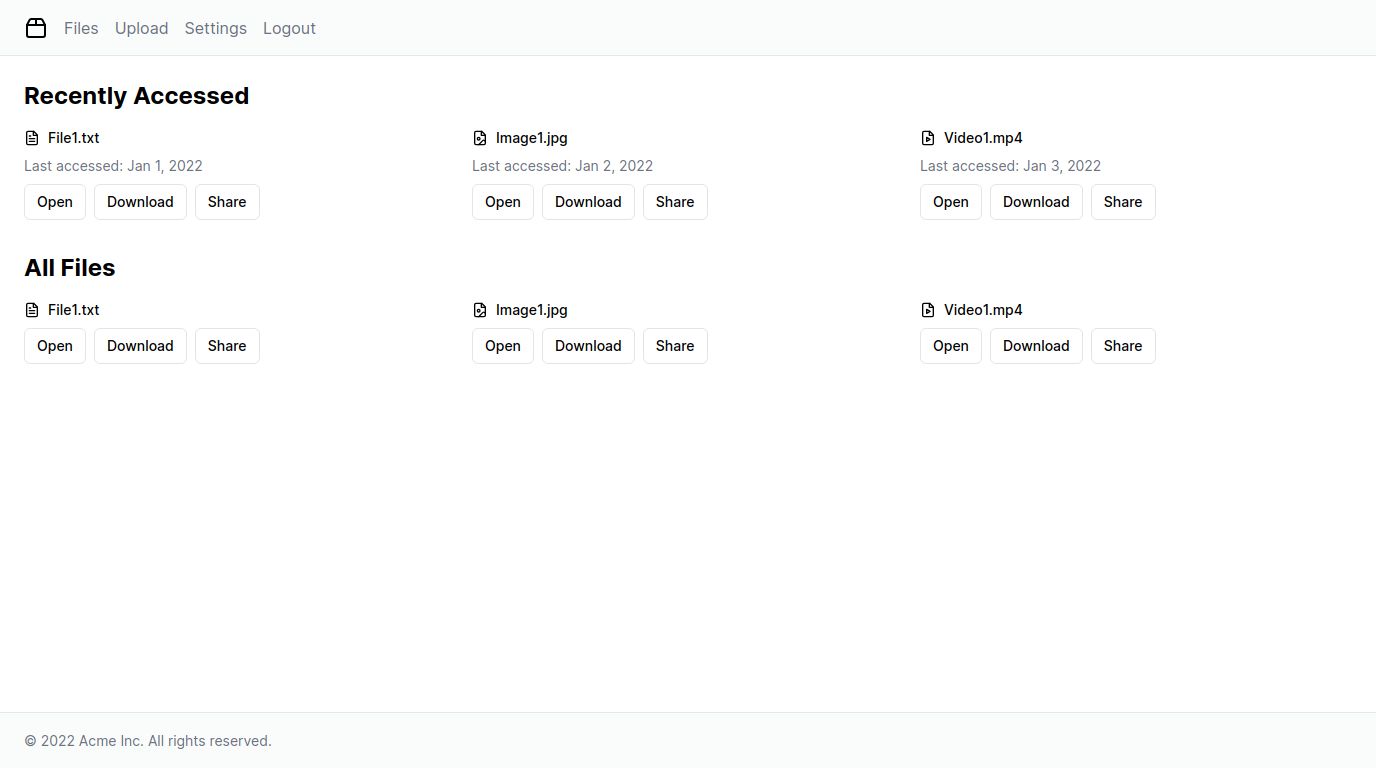 Files Upload Settings Logout
Recently Accessed
File1.txt
Last accessed: Jan 1, 2022
Open Download Share
Image1.jpg
Last accessed: Jan 2, 2022
Open Download Share
Video1.mp4
Last accessed: Jan 3, 2022
Open Download Share
All Files
File1.txt
Open Download Share
Image1.jpg
Open Download Share
Video1.mp4
Open Download Share
© 2022 Acme Inc. All rights reserved.